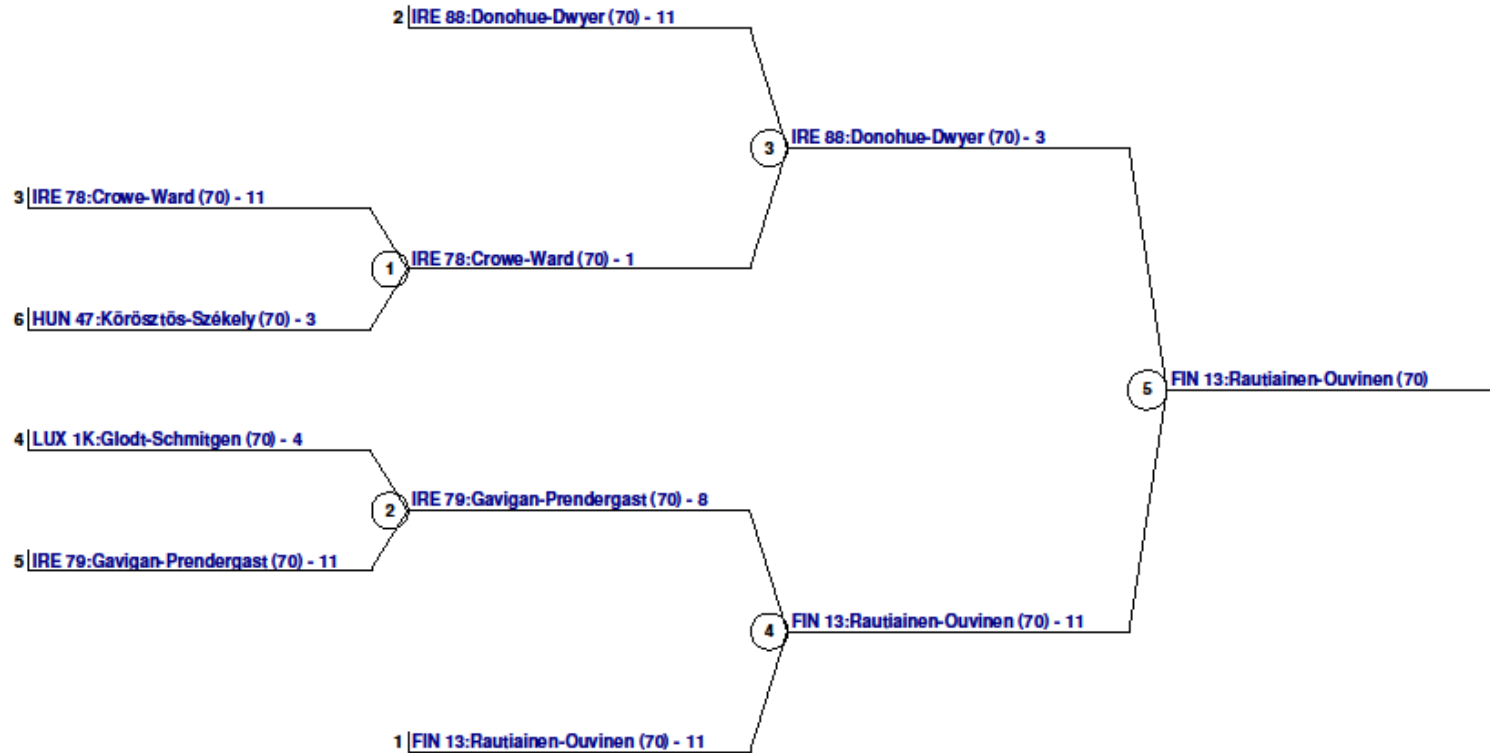 2 IRE 88:Donohue-Dwyer (70) - 11
3 IRE 88:Donohue-Dwyer (70) - 3
3 IRE 78:Crowe-Ward (70) - 11
1 IRE 78:Crowe-Ward (70) - 1
6 HUN 47:Körösztös-Székely (70) - 3
5 FIN 13:Rautiainen-Ouvinen (70)
4 LUX 1K:Glodt-Schmitgen (70) - 4
2 IRE 79:Gavigan-Prendergast (70) - 8
5 IRE 79:Gavigan-Prendergast (70) - 11
4 FIN 13:Rautiainen-Ouvinen (70) - 11
1 FIN 13:Rautiainen-Ouvinen (70) - 11